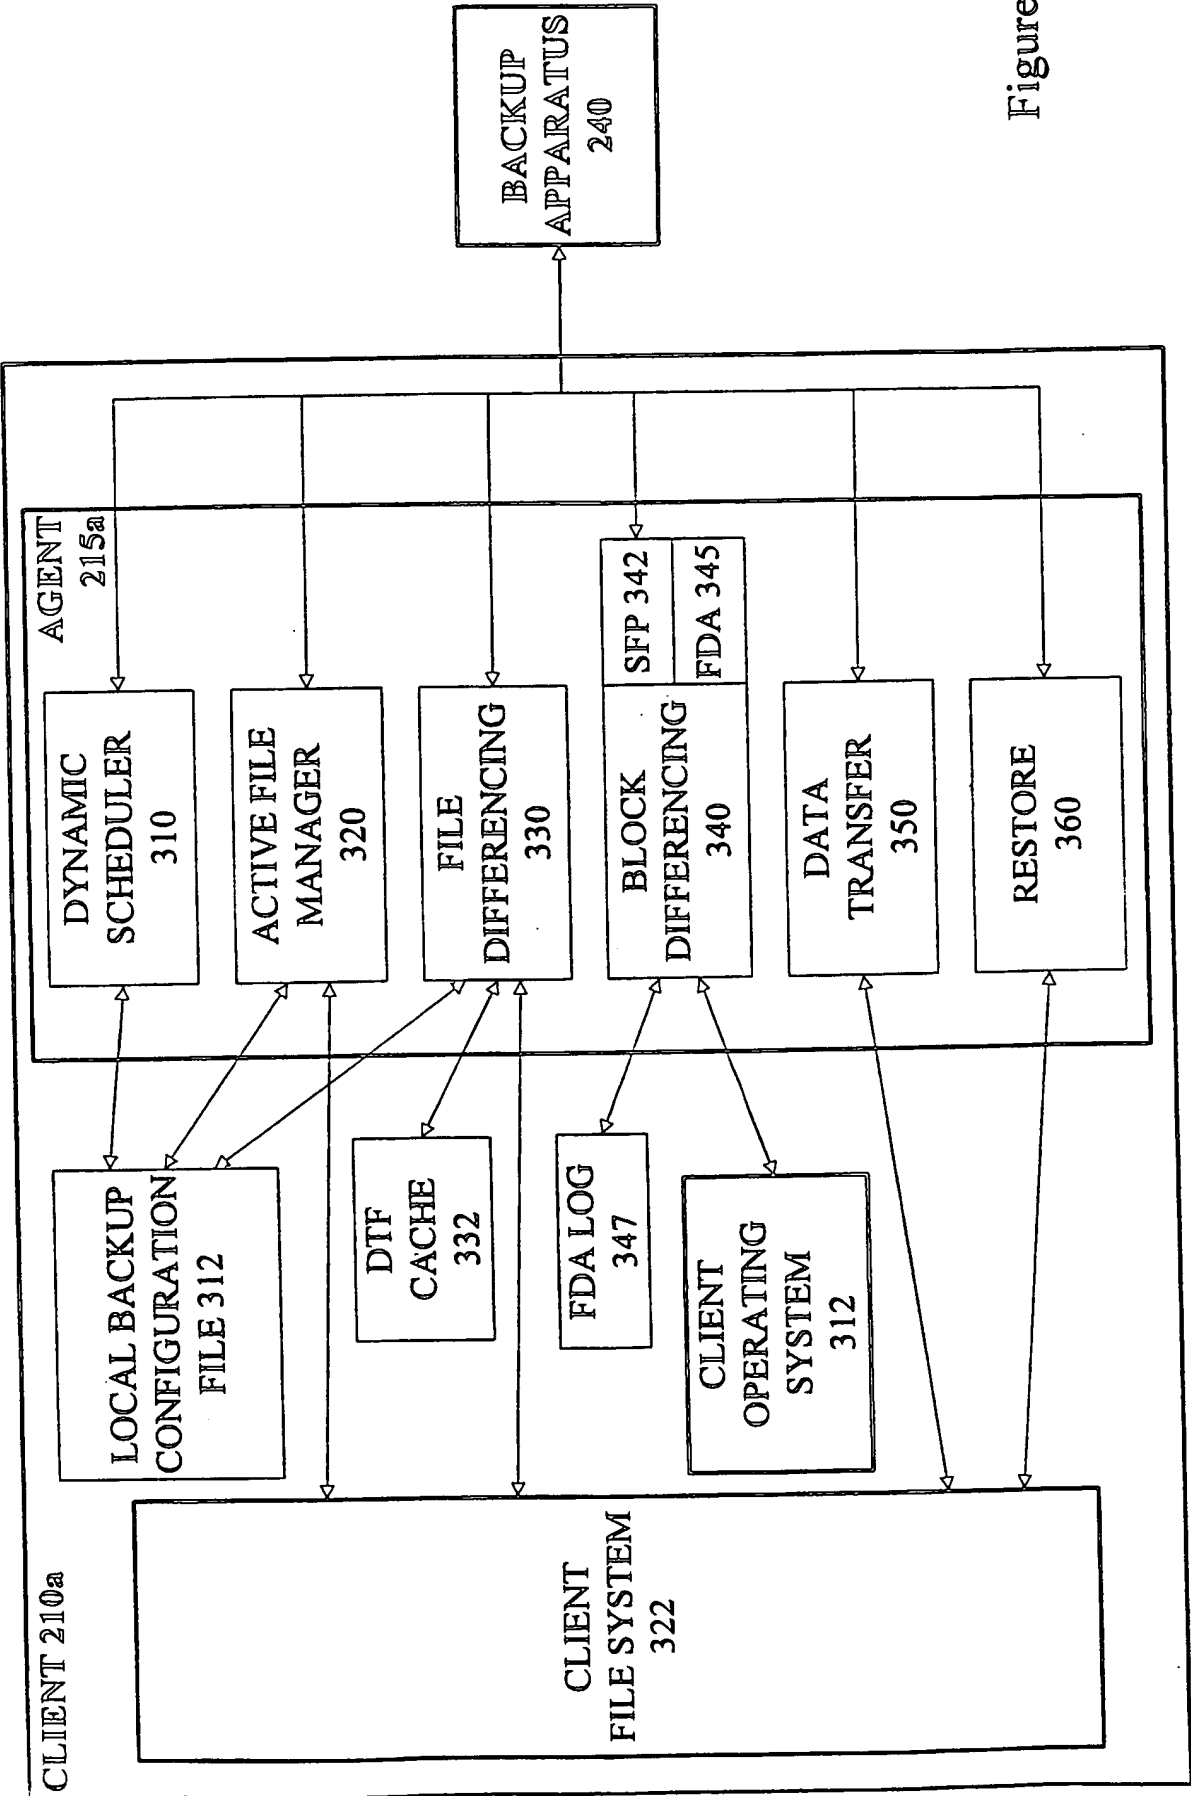 CLIENT 210a
CLIENT
FILE SYSTEM
322
LOCAL BACKUP
CONFIGURATION
FILE 312
DTF
CACHE
332
FDA LOG
347
CLIENT
OPERATING
SYSTEM
312
AGENT
215a
DYNAMIC
SCHEDULER
310
ACTIVE FILE
MANAGER
320
FILE
DIFFERENCING
330
BLOCK
DIFFERENCING
340
SFP 342
FDA 345
DATA
TRANSFER
350
RESTORE
360
BACKUP
APPARATUS
240
Figure